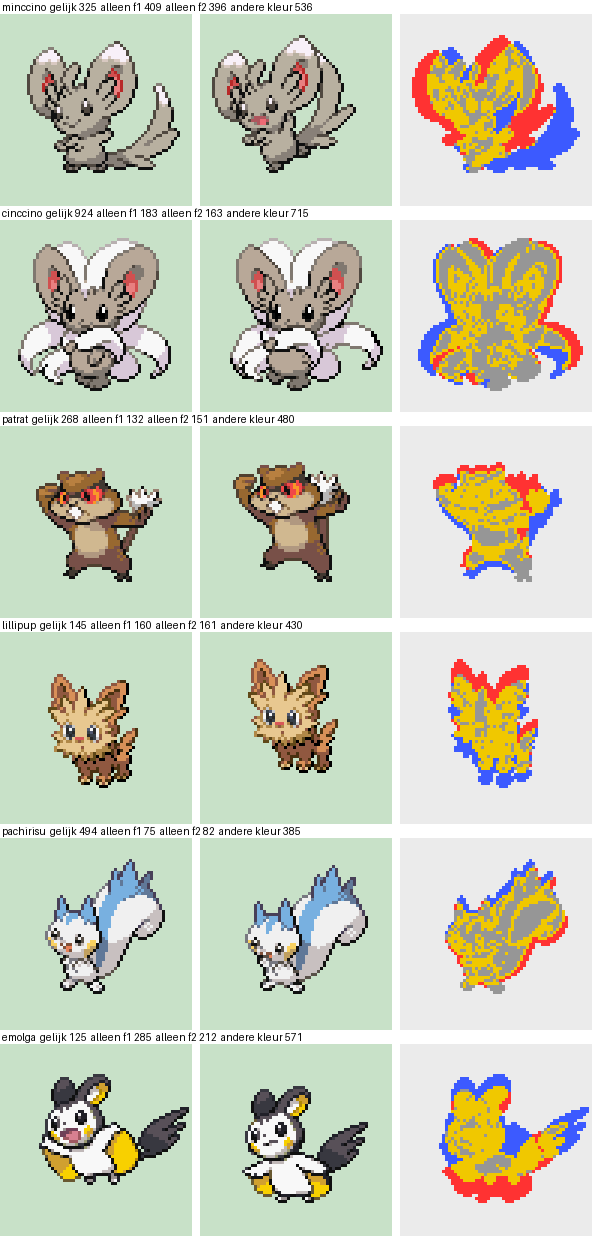 minccino gelijk 325 alleen f1 409 alleen f2 396 andere kleur 536
cinccino gelijk 924 alleen f1 183 alleen f2 163 andere kleur 715
patrat gelijk 268 alleen f1 132 alleen f2 151 andere kleur 480
lillipup gelijk 145 alleen f1 160 alleen f2 161 andere kleur 430
pachirisu gelijk 494 alleen f1 75 alleen f2 82 andere kleur 385
emolga gelijk 125 alleen f1 285 alleen f2 212 andere kleur 571